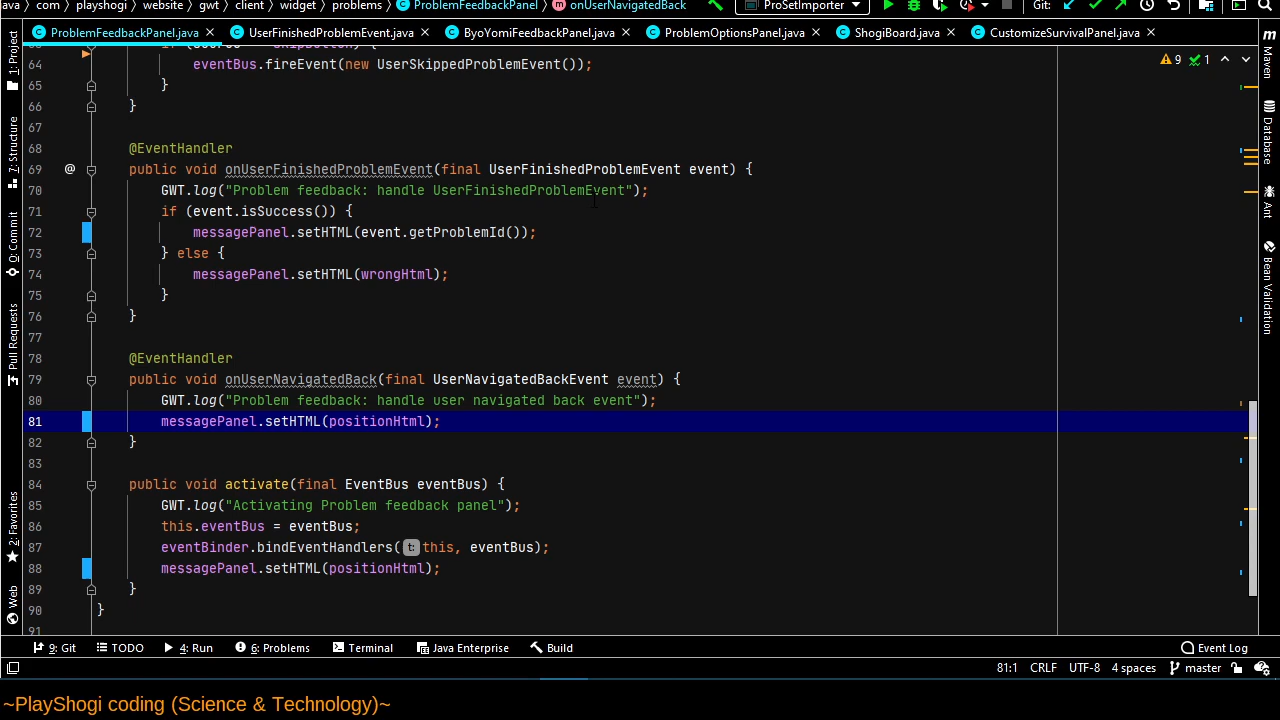 java › com › playshogi › website › gwt › client › widget › problems › ProblemFeedbackPanel › m onUserNavigatedBack ProSetImporter Git:
ProblemFeedbackPanel.java × UserFinishedProblemEvent.java × ByoYomiFeedbackPanel.java × ProblemOptionsPanel.java × ShogiBoard.java × CustomizeSurvivalPanel.java ×
64 eventBus.fireEvent(new UserSkippedProblemEvent()); 9 1
65 }
66 }
67
68 @EventHandler
69 @ public void onUserFinishedProblemEvent(final UserFinishedProblemEvent event) {
70 GWT.log("Problem feedback: handle UserFinishedProblemEvent");
71 if (event.isSuccess()) {
72 messagePanel.setHTML(event.getProblemId());
73 } else {
74 messagePanel.setHTML(wrongHtml);
75 }
76 }
77
78 @EventHandler
79 public void onUserNavigatedBack(final UserNavigatedBackEvent event) {
80 GWT.log("Problem feedback: handle user navigated back event");
81 messagePanel.setHTML(positionHtml);
82 }
83
84 public void activate(final EventBus eventBus) {
85 GWT.log("Activating Problem feedback panel");
86 this.eventBus = eventBus;
87 eventBinder.bindEventHandlers( t: this, eventBus);
88 messagePanel.setHTML(positionHtml);
89 }
90 }
91
1: Project
7: Structure
0: Commit
Pull Requests
2: Favorites
Web
m Maven
Database
Ant
Bean Validation
9: Git TODO 4: Run 6: Problems Terminal Java Enterprise Build Event Log
81:1 CRLF UTF-8 4 spaces master
~PlayShogi coding (Science & Technology)~